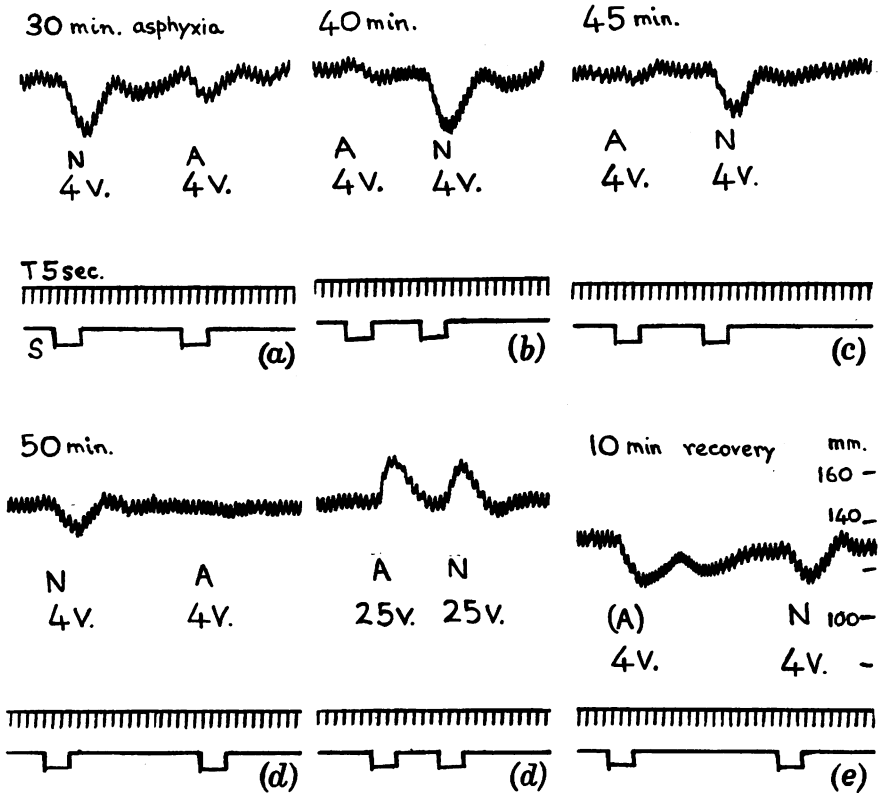 30 min. asphyxia
N A
4V. 4V.
T 5 sec.
S
(a)
40 min.
A N
4V. 4V.
(b)
45 min.
A N
4V. 4V.
(c)
50 min.
N A
4V. 4V.
(d)
A N
25V. 25V.
(d)
10 min recovery
mm.
160 –
140 –
–
(A) N 100 –
4V. 4V. –
(e)